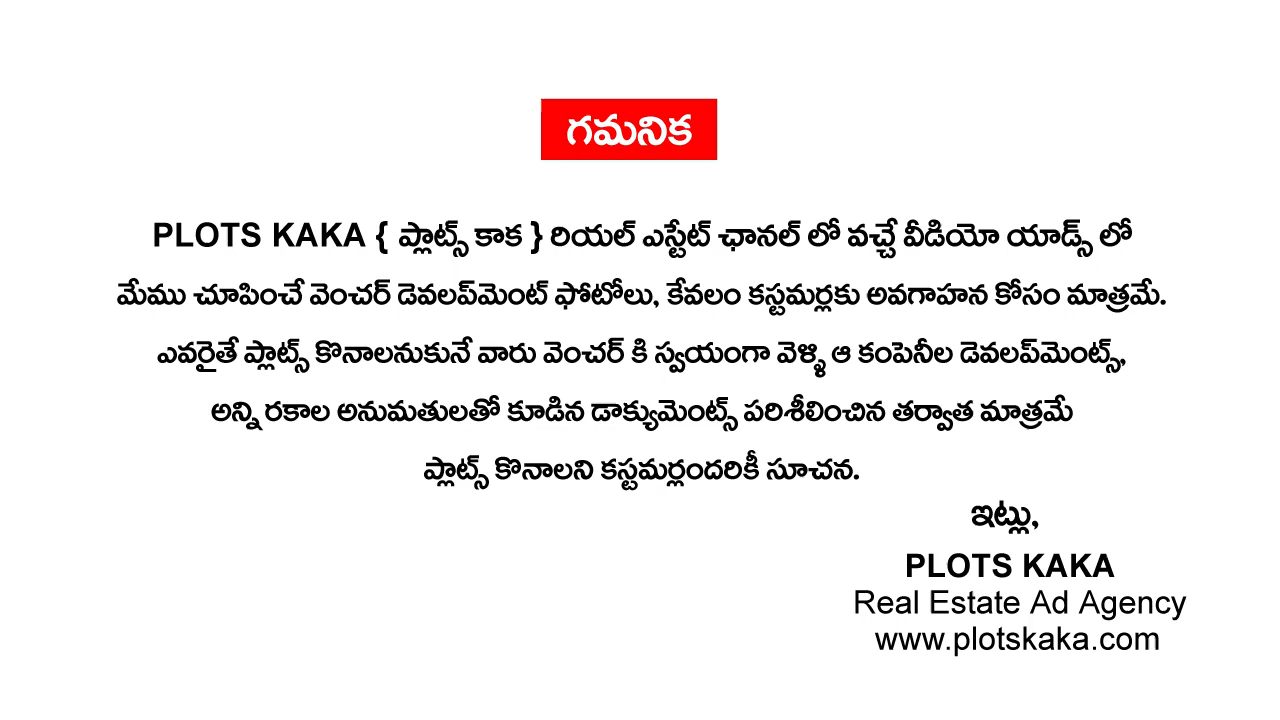 గమనిక
PLOTS KAKA { ప్లాట్స్ కాక } రియల్ ఎస్టేట్ ఛానల్ లో వచ్చే వీడియో యాడ్స్ లో
మేము చూపించే వెంచర్ డెవలప్‌మెంట్ ఫోటోలు, కేవలం కస్టమర్లకు అవగాహన కోసం మాత్రమే.
ఎవరైతే ప్లాట్స్ కొనాలనుకునే వారు వెంచర్ కి స్వయంగా వెళ్ళి ఆ కంపెనీల డెవలప్‌మెంట్స్,
అన్ని రకాల అనుమతులతో కూడిన డాక్యుమెంట్స్ పరిశీలించిన తర్వాత మాత్రమే
ప్లాట్స్ కొనాలని కస్టమర్లందరికీ సూచన.
ఇట్లు,
PLOTS KAKA
Real Estate Ad Agency
www.plotskaka.com